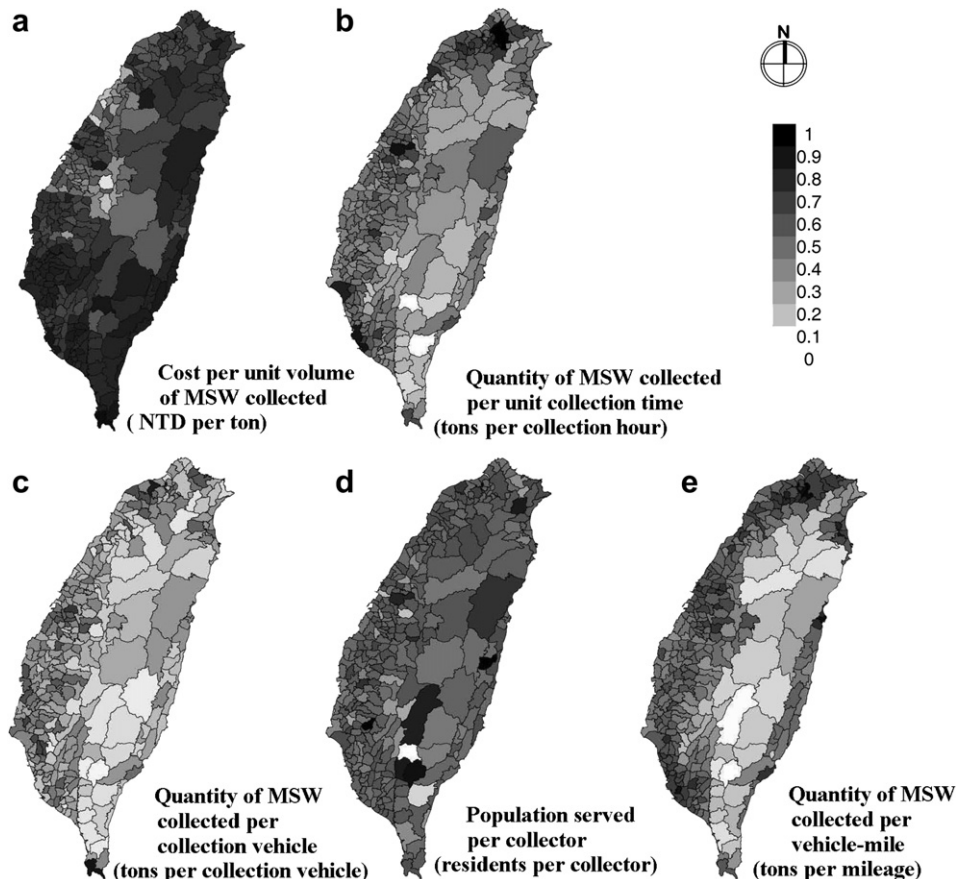 a
b
N
1
0.9
0.8
0.7
0.6
0.5
0.4
0.3
0.2
0.1
0
Cost per unit volume
of MSW collected
( NTD per ton)
Quantity of MSW collected
per unit collection time
(tons per collection hour)
c
d
e
Quantity of MSW
collected per
collection vehicle
(tons per collection vehicle)
Population served
per collector
(residents per collector)
Quantity of MSW
collected per
vehicle-mile
(tons per mileage)